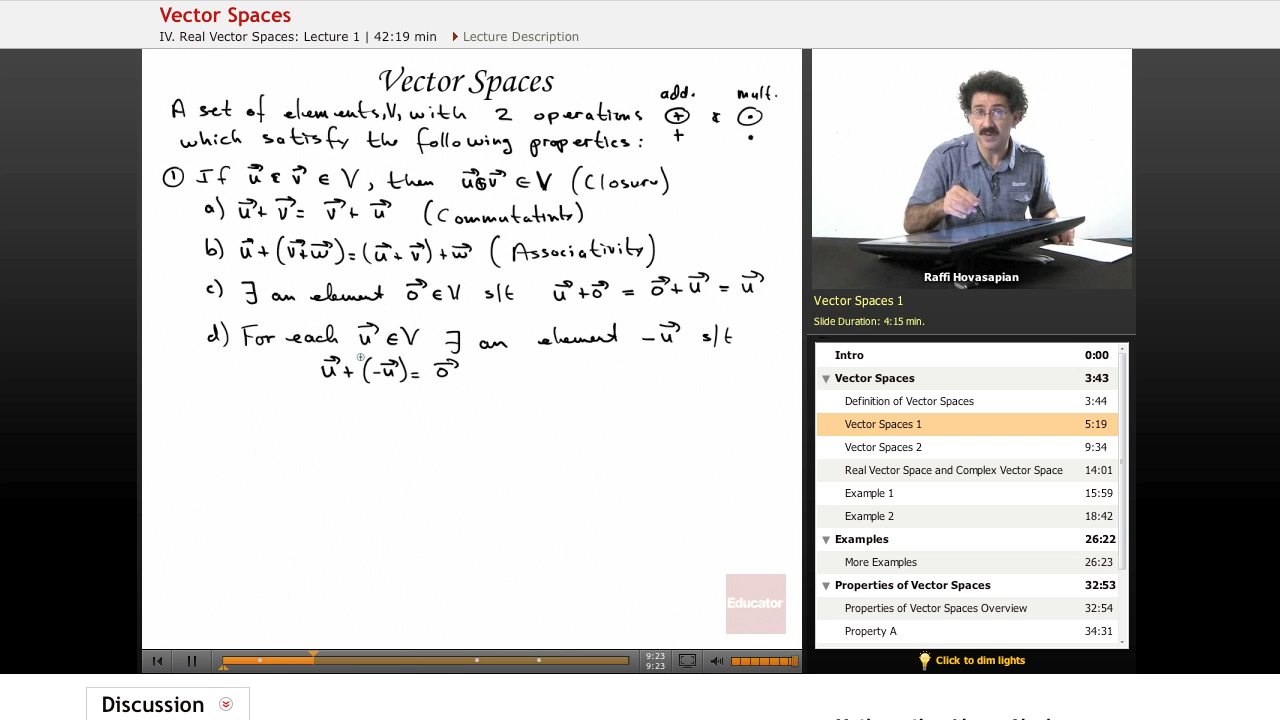 Vector Spaces
IV. Real Vector Spaces: Lecture 1 | 42:19 min Lecture Description
Vector Spaces
add. mult.
A set of elements, V, with 2 operations ⊕ & ⊙
which satisfy the following properties: + •
① If u⃗ & v⃗ ∈ V, then u⃗⊕v⃗ ∈ V (Closure)
a) u⃗ + v⃗ = v⃗ + u⃗ (Commutativity)
b) u⃗ + (v⃗+w⃗) = (u⃗ + v⃗) + w⃗ (Associativity)
c) ∃ an element 0⃗ ∈ V s/t u⃗ + 0⃗ = 0⃗ + u⃗ = u⃗
d) For each u⃗ ∈ V ∃ an element -u⃗ s/t
u⃗ + (-u⃗) = 0⃗
Educator
9:23
9:23
Raffi Hovasapian
Vector Spaces 1
Slide Duration: 4:15 min.
Intro 0:00
Vector Spaces 3:43
Definition of Vector Spaces 3:44
Vector Spaces 1 5:19
Vector Spaces 2 9:34
Real Vector Space and Complex Vector Space 14:01
Example 1 15:59
Example 2 18:42
Examples 26:22
More Examples 26:23
Properties of Vector Spaces 32:53
Properties of Vector Spaces Overview 32:54
Property A 34:31
Click to dim lights
Discussion